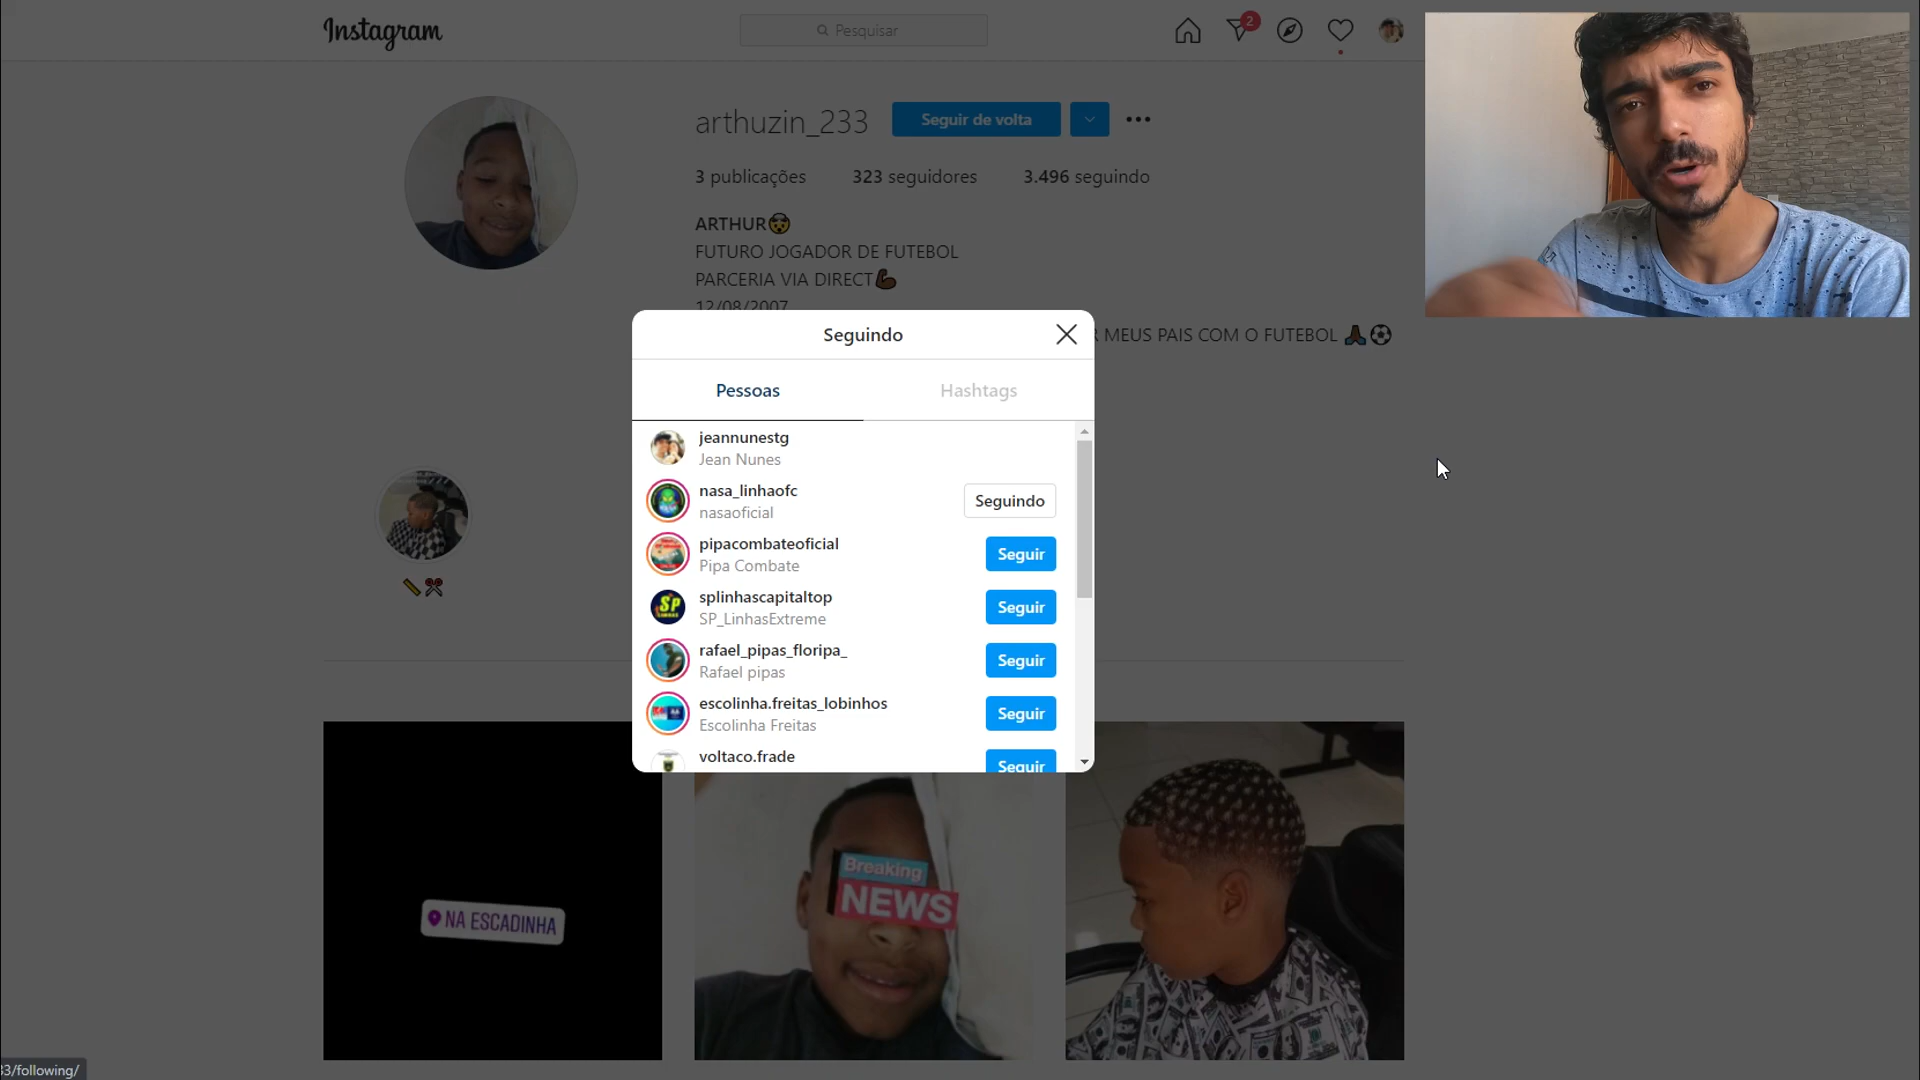 Instagram
Pesquisar
2
arthuzin_233
Seguir de volta
3 publicações
323 seguidores
3.496 seguindo
ARTHUR🤯
FUTURO JOGADOR DE FUTEBOL
PARCERIA VIA DIRECT💪🏿
12/08/2007
R MEUS PAIS COM O FUTEBOL 🙏🏿⚽
Seguindo
Pessoas
Hashtags
jeannunestg
Jean Nunes
nasa_linhaofc
nasaoficial
Seguindo
pipacombateoficial
Pipa Combate
Seguir
splinhascapitaltop
SP_LinhasExtreme
Seguir
SP
rafael_pipas_floripa_
Rafael pipas
Seguir
escolinha.freitas_lobinhos
Escolinha Freitas
Seguir
voltaco.frade
Seguir
📏✂️
NA ESCADINHA
Breaking
NEWS
33/following/